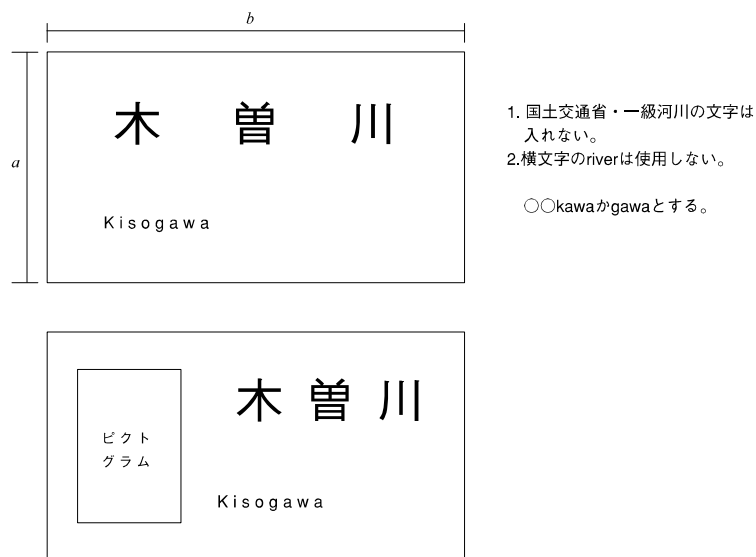 b
a
木曽川
Kisogawa
1. 国土交通省・一級河川の文字は
入れない。
2.横文字のriverは使用しない。
○○kawaかgawaとする。
ピクト
グラム
木曽川
Kisogawa